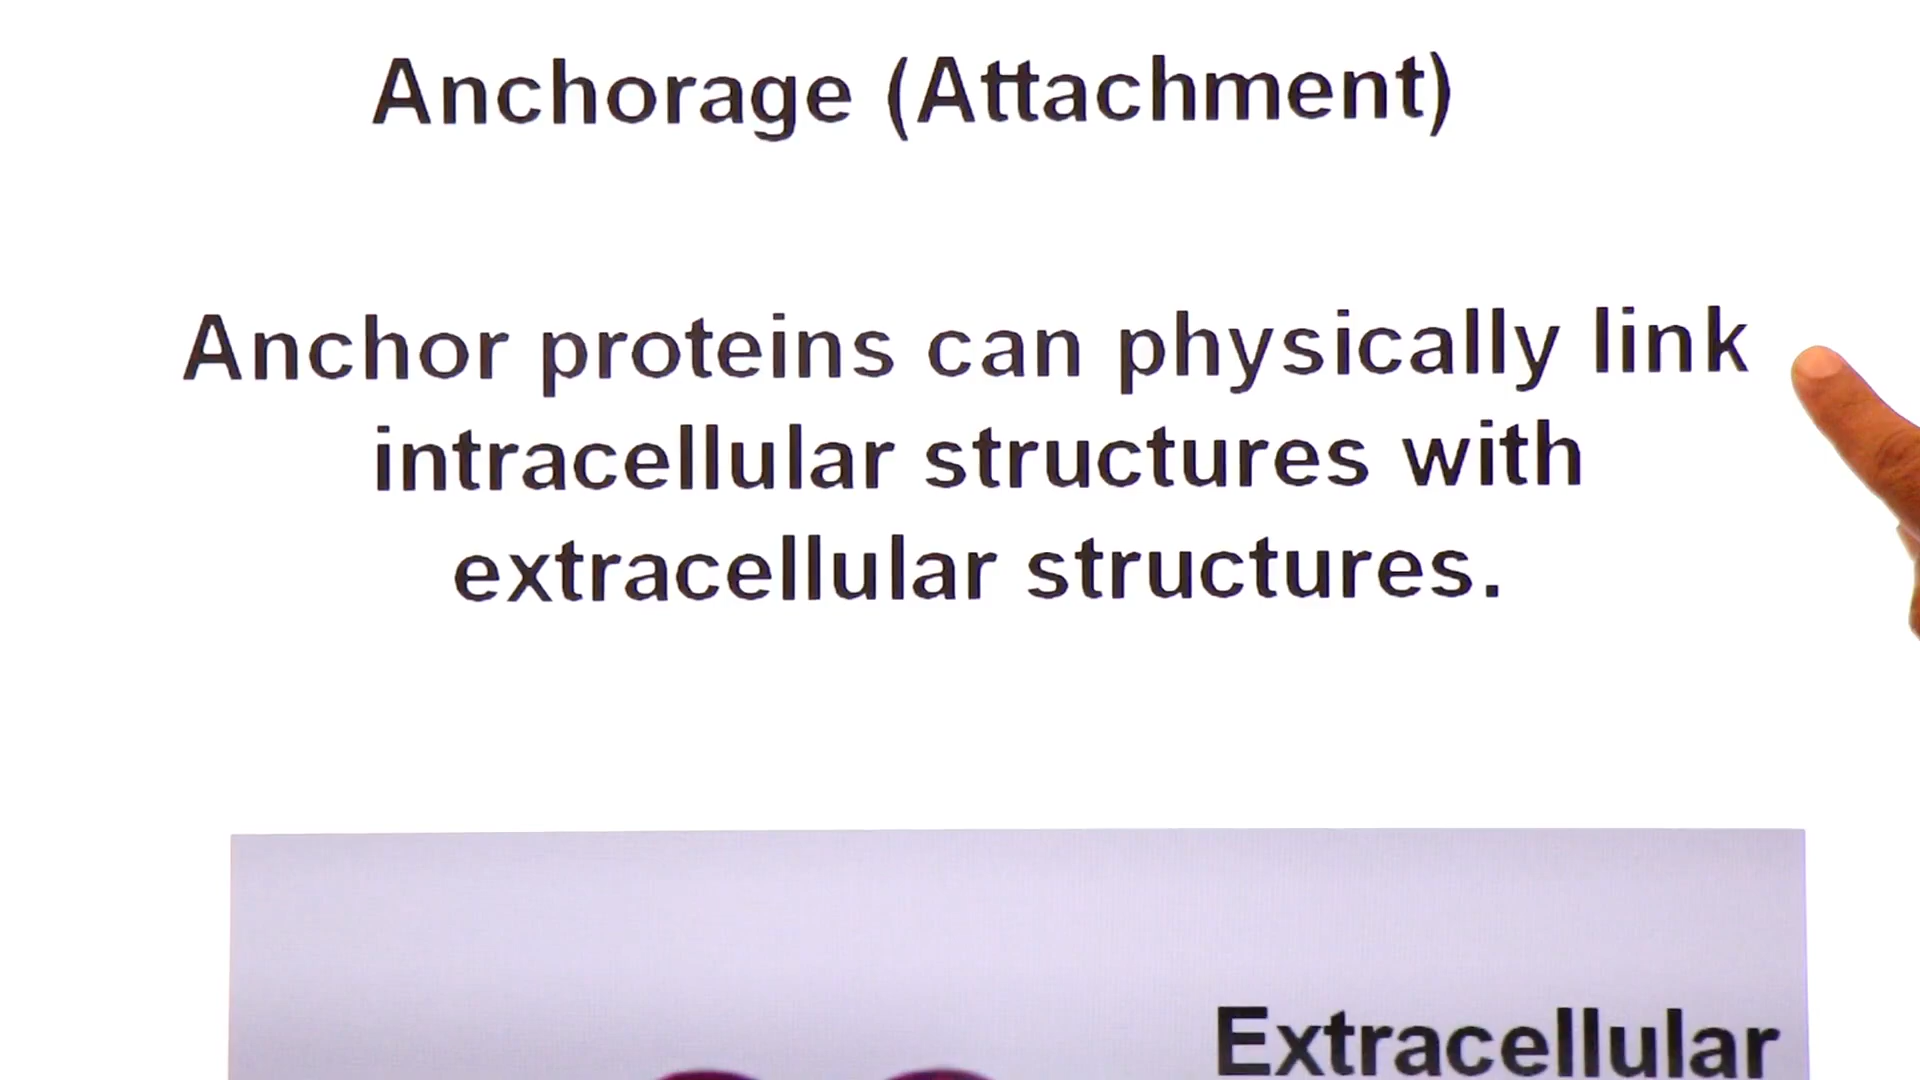 Anchorage (Attachment)
Anchor proteins can physically link
intracellular structures with
extracellular structures.
Extracellular